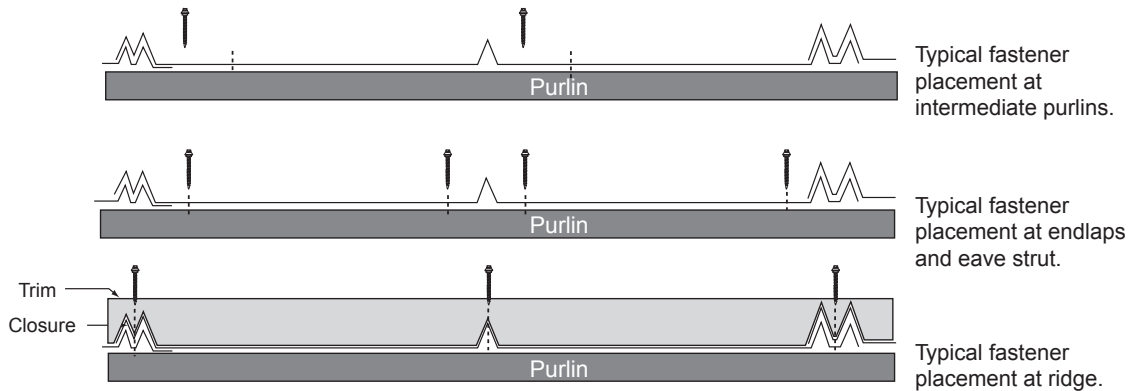 Purlin
Typical fastener
placement at
intermediate purlins.
Purlin
Typical fastener
placement at endlaps
and eave strut.
Trim
Closure
Purlin
Typical fastener
placement at ridge.